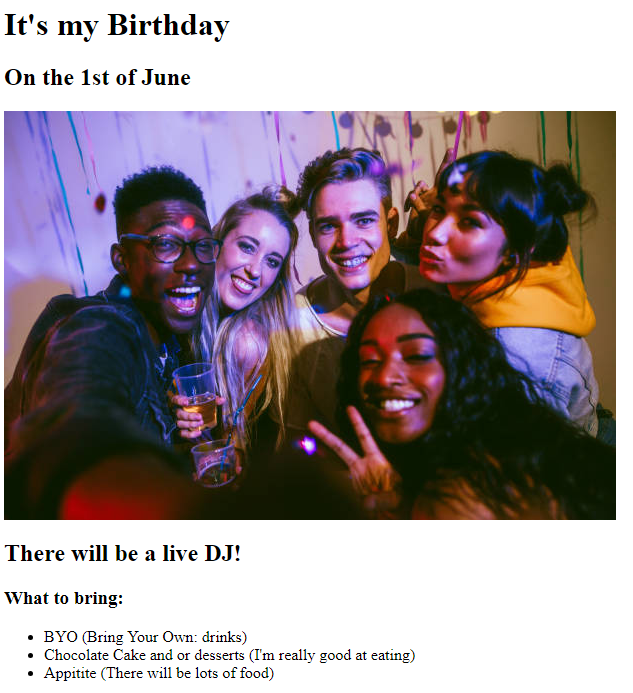 It's my Birthday
On the 1st of June
There will be a live DJ!
What to bring:
BYO (Bring Your Own: drinks)
Chocolate Cake and or desserts (I'm really good at eating)
Appitite (There will be lots of food)